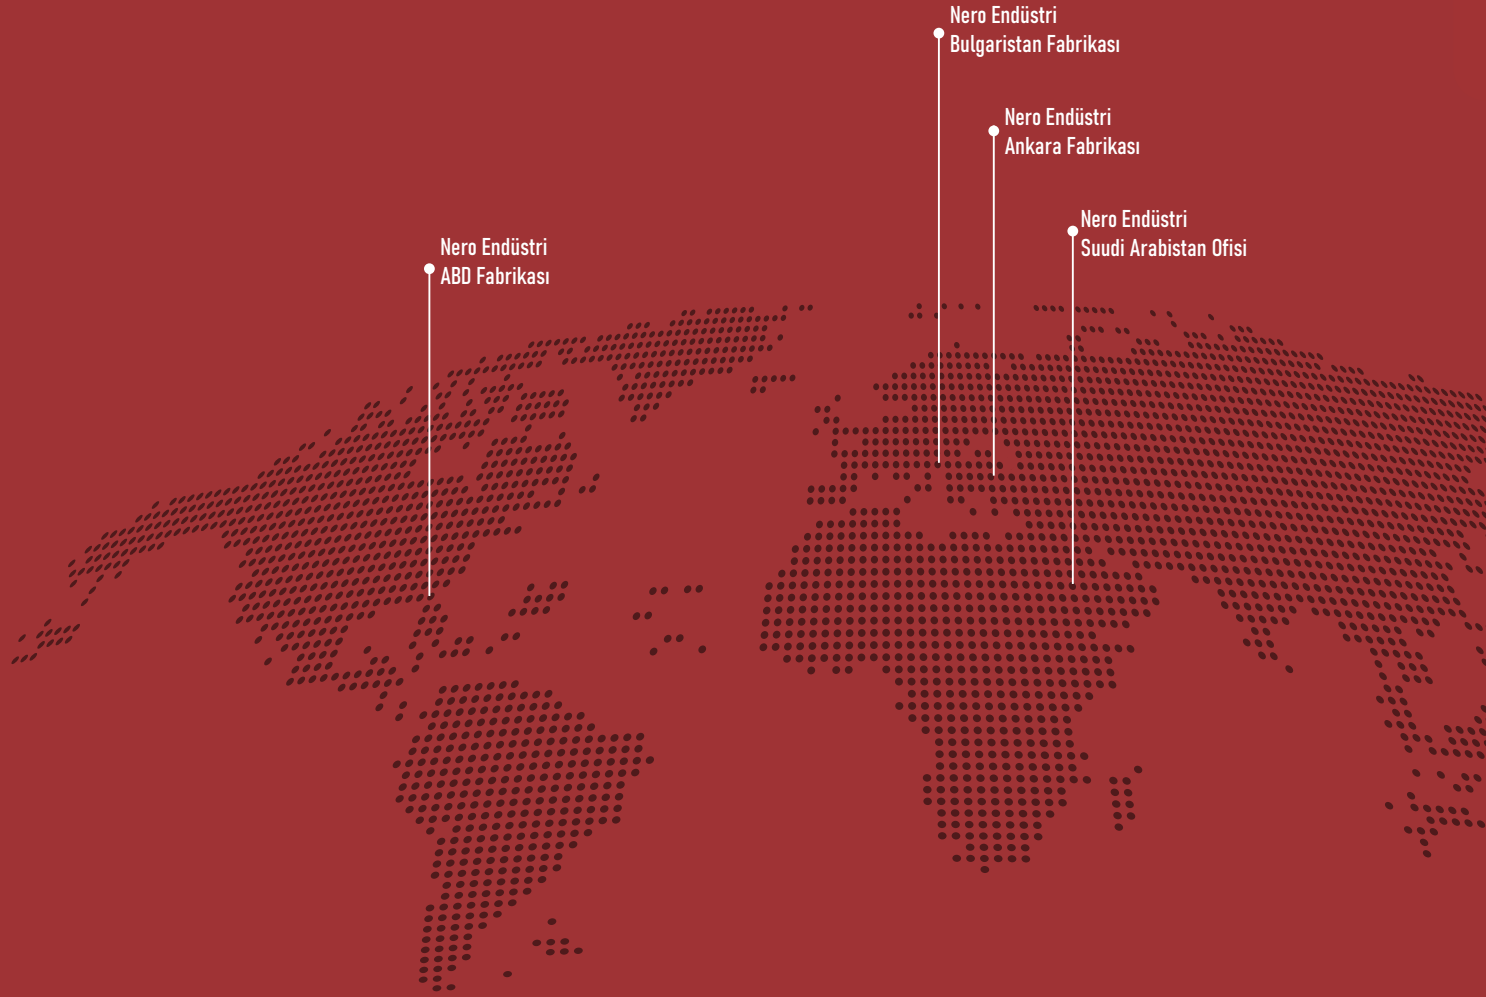 Nero Endüstri
Bulgaristan Fabrikası
Nero Endüstri
Ankara Fabrikası
Nero Endüstri
Suudi Arabistan Ofisi
Nero Endüstri
ABD Fabrikası